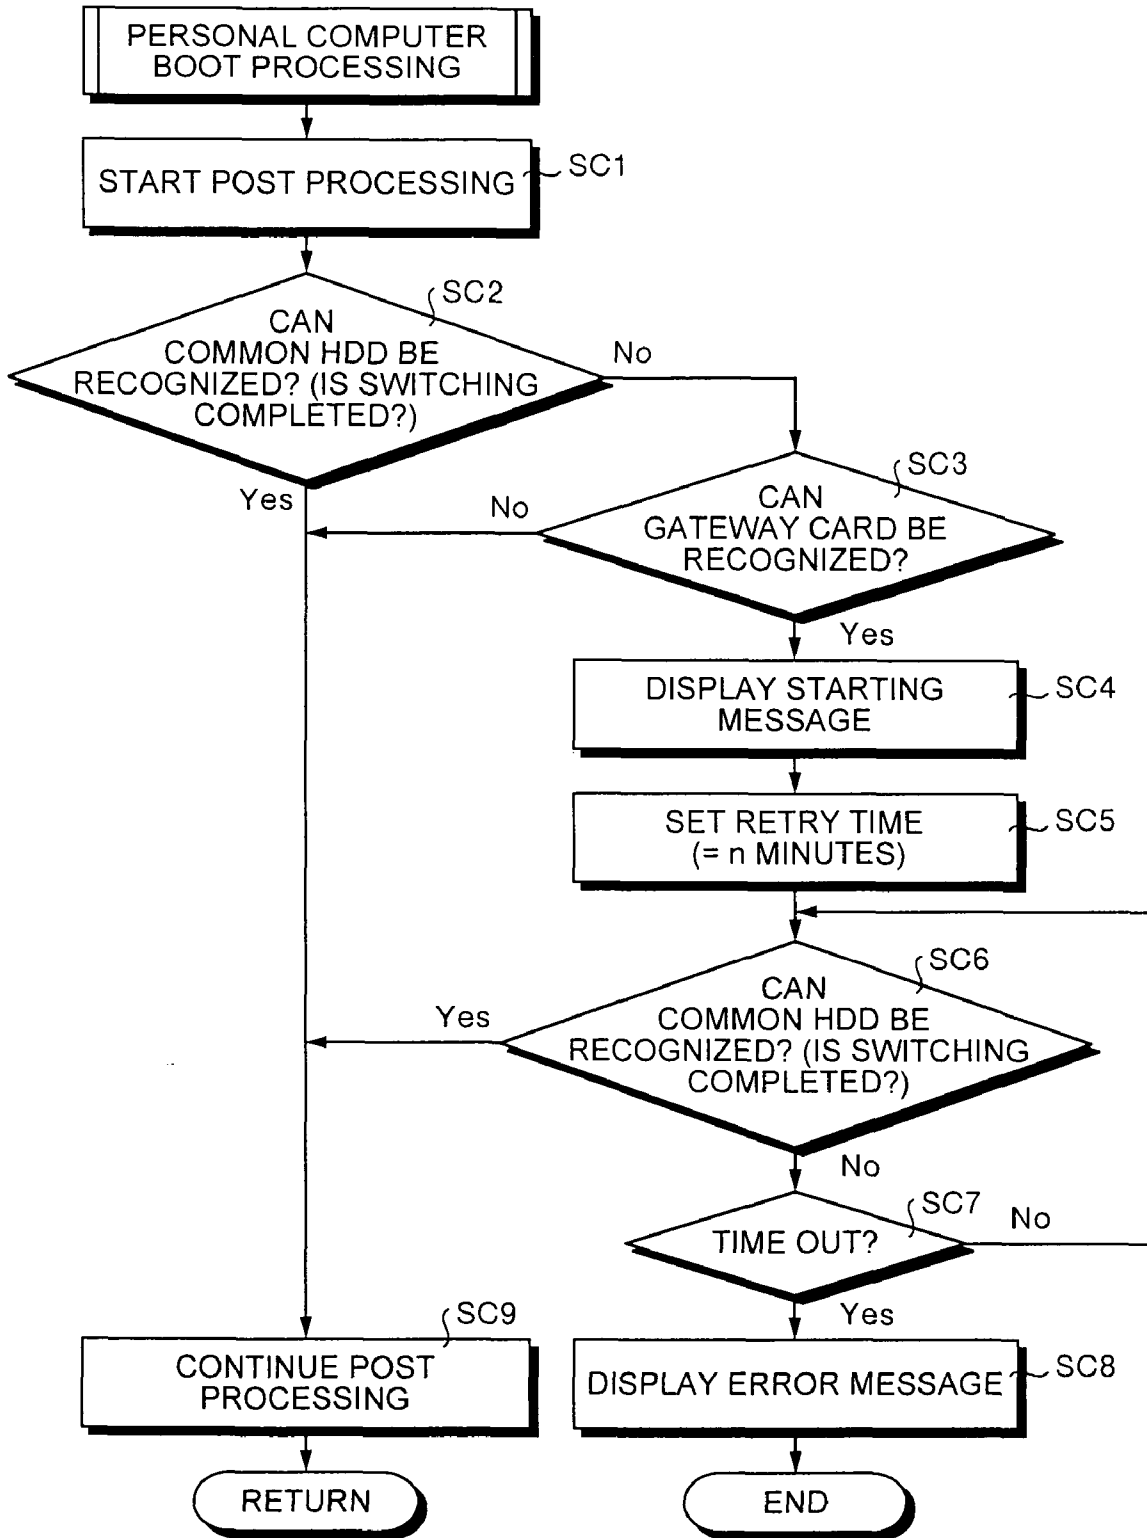 PERSONAL COMPUTER
BOOT PROCESSING
START POST PROCESSING
SC1
SC2
CAN
COMMON HDD BE
RECOGNIZED? (IS SWITCHING
COMPLETED?)
No
Yes
SC3
CAN
GATEWAY CARD BE
RECOGNIZED?
No
Yes
DISPLAY STARTING
MESSAGE
SC4
SET RETRY TIME
(= n MINUTES)
SC5
SC6
CAN
COMMON HDD BE
RECOGNIZED? (IS SWITCHING
COMPLETED?)
Yes
No
SC7
TIME OUT?
No
Yes
SC9
CONTINUE POST
PROCESSING
DISPLAY ERROR MESSAGE
SC8
RETURN
END